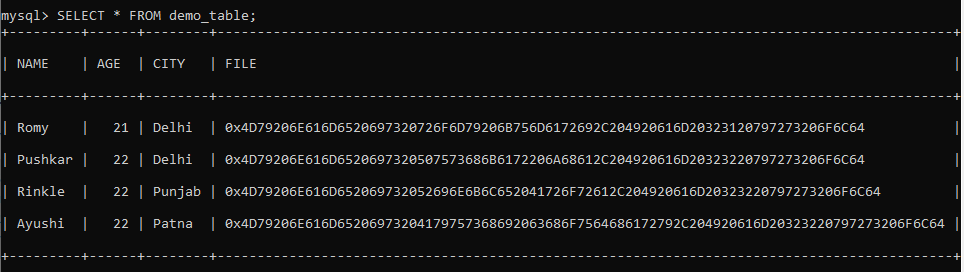 mysql> SELECT * FROM demo_table;
+---------+------+--------+--------------------------------------------------------------------------------------------+
| NAME    | AGE  | CITY   | FILE                                                                                       |
+---------+------+--------+--------------------------------------------------------------------------------------------+
| Romy    |   21 | Delhi  | 0x4D79206E616D6520697320726F6D79206B756D6172692C204920616D20323120797273206F6C64           |
| Pushkar |   22 | Delhi  | 0x4D79206E616D6520697320507573686B6172206A68612C204920616D20323220797273206F6C64           |
| Rinkle  |   22 | Punjab | 0x4D79206E616D652069732052696E6B6C652041726F72612C204920616D20323220797273206F6C64         |
| Ayushi  |   22 | Patna  | 0x4D79206E616D65206973204179757368692063686F7564686172792C204920616D20323220797273206F6C64 |
+---------+------+--------+--------------------------------------------------------------------------------------------+